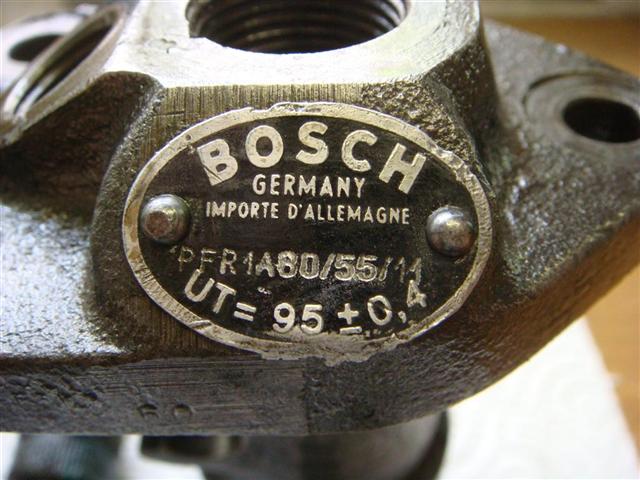 BOSCH
GERMANY
IMPORTE D'ALLEMAGNE
PFR1A80/55/11
UT= 95 ± 0,4